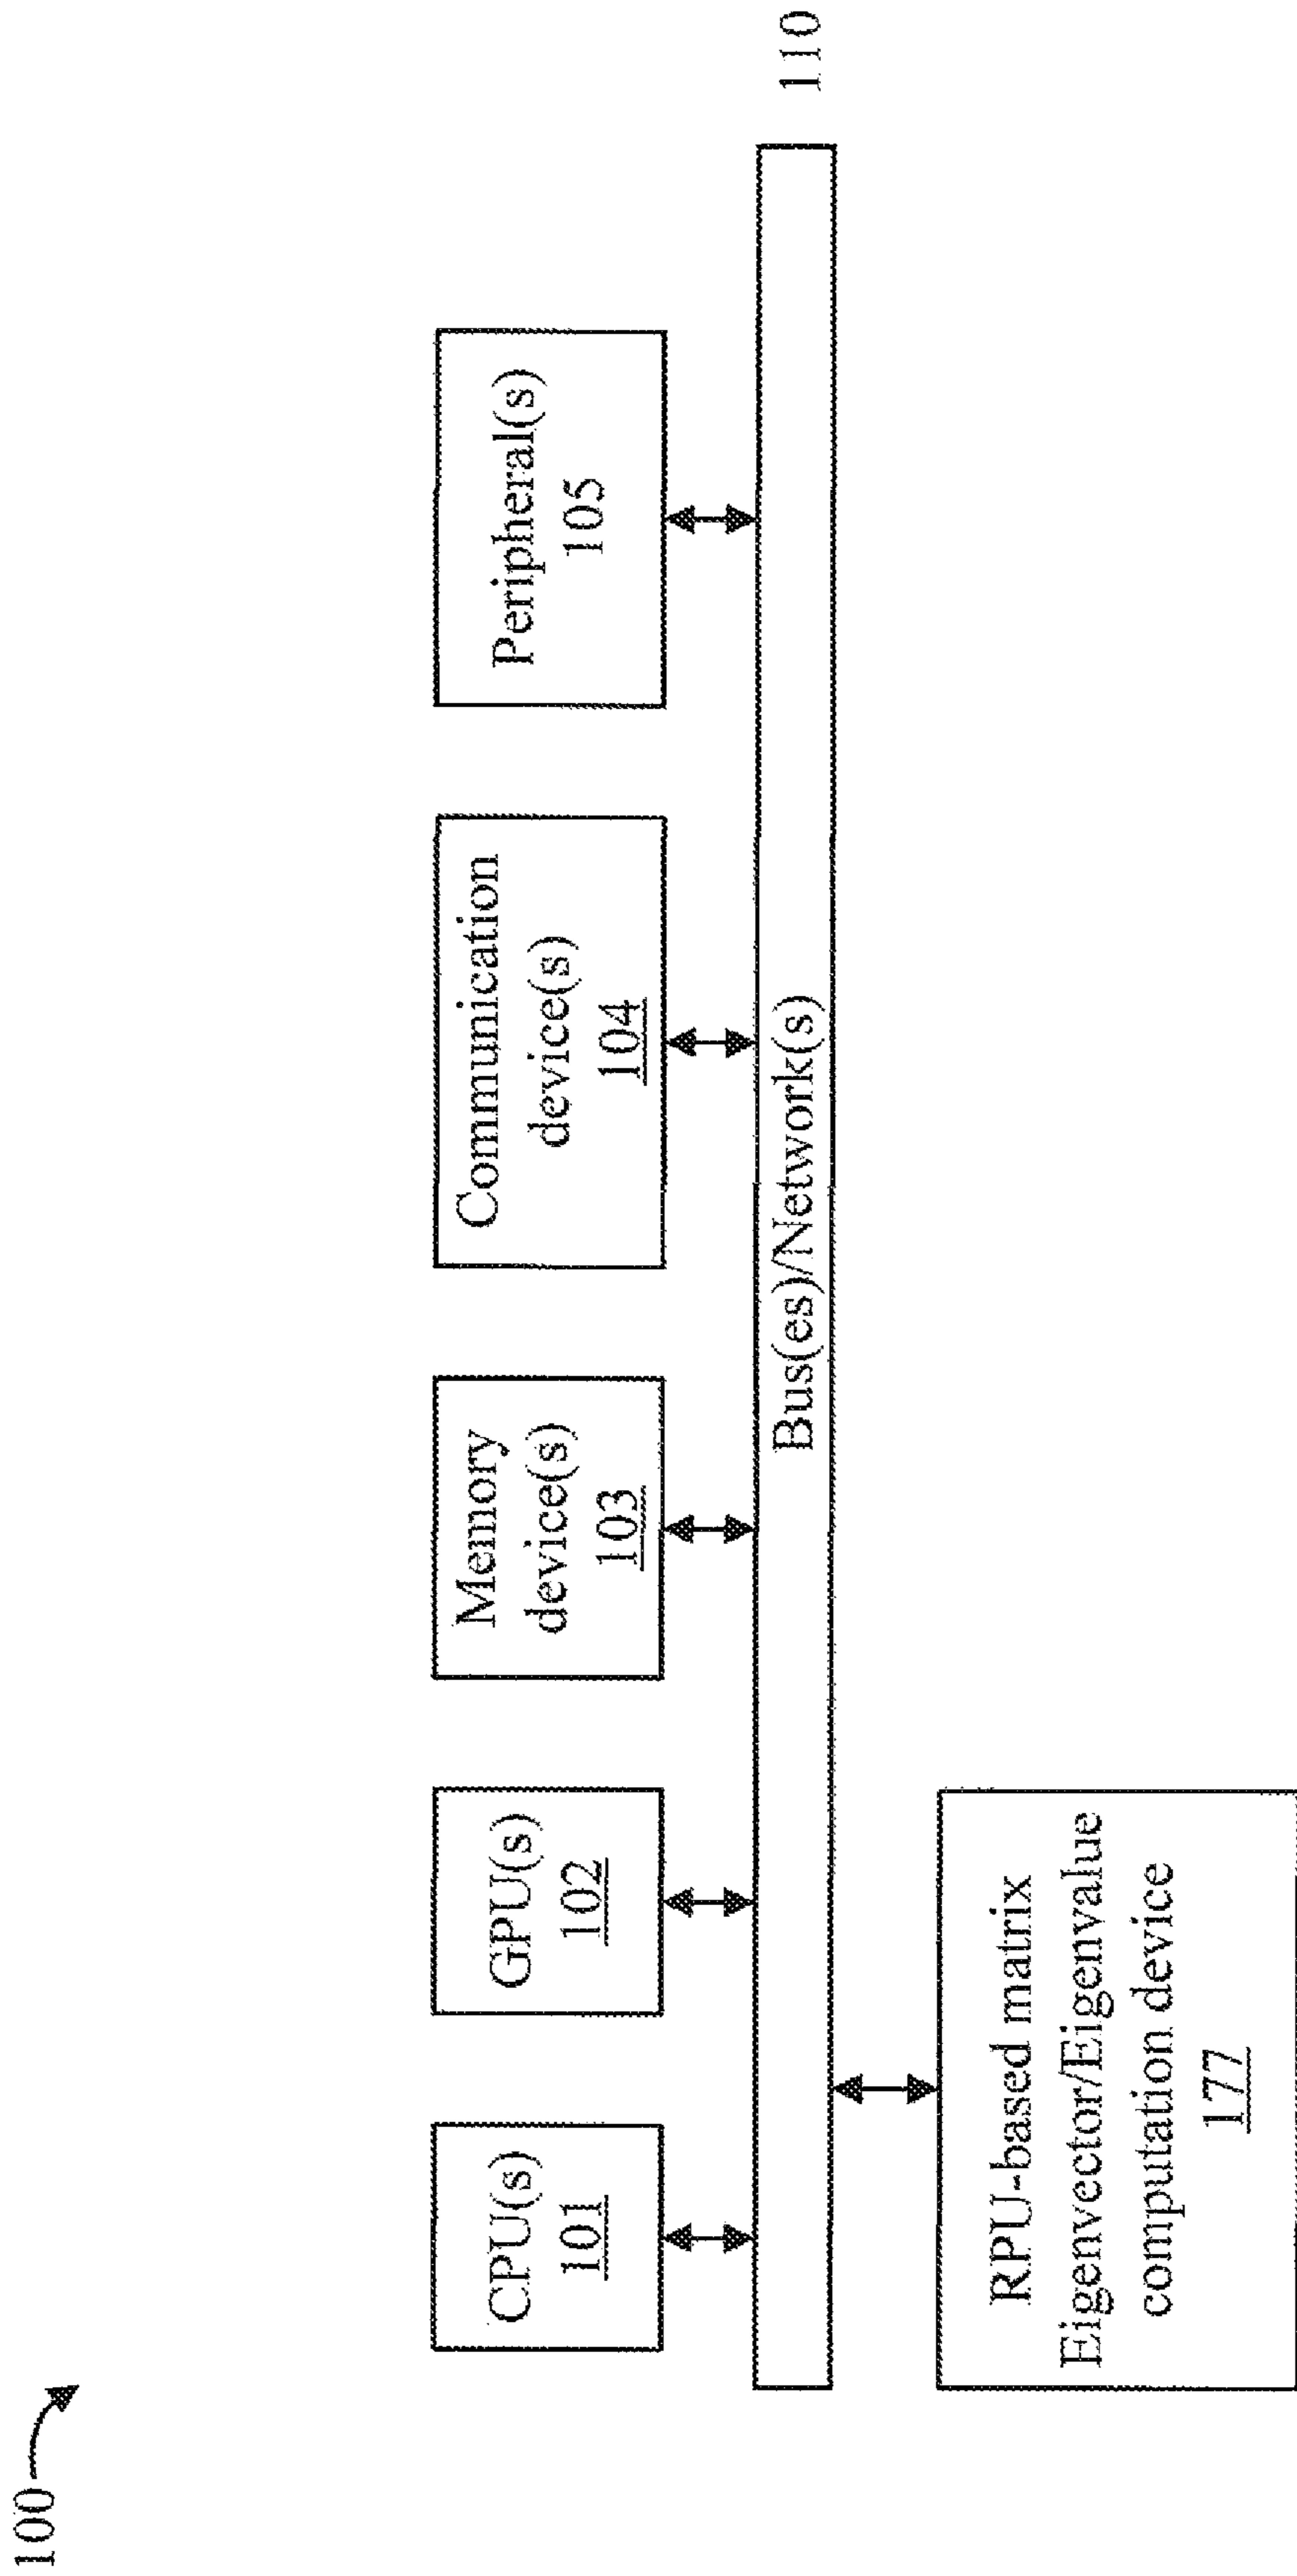 100
CPU(s)
101
GPU(s)
102
Memory
device(s)
103
Communication
device(s)
104
Peripheral(s)
105
Bus(es)/Network(s)
110
RPU-based matrix
Eigenvector/Eigenvalue
computation device
177